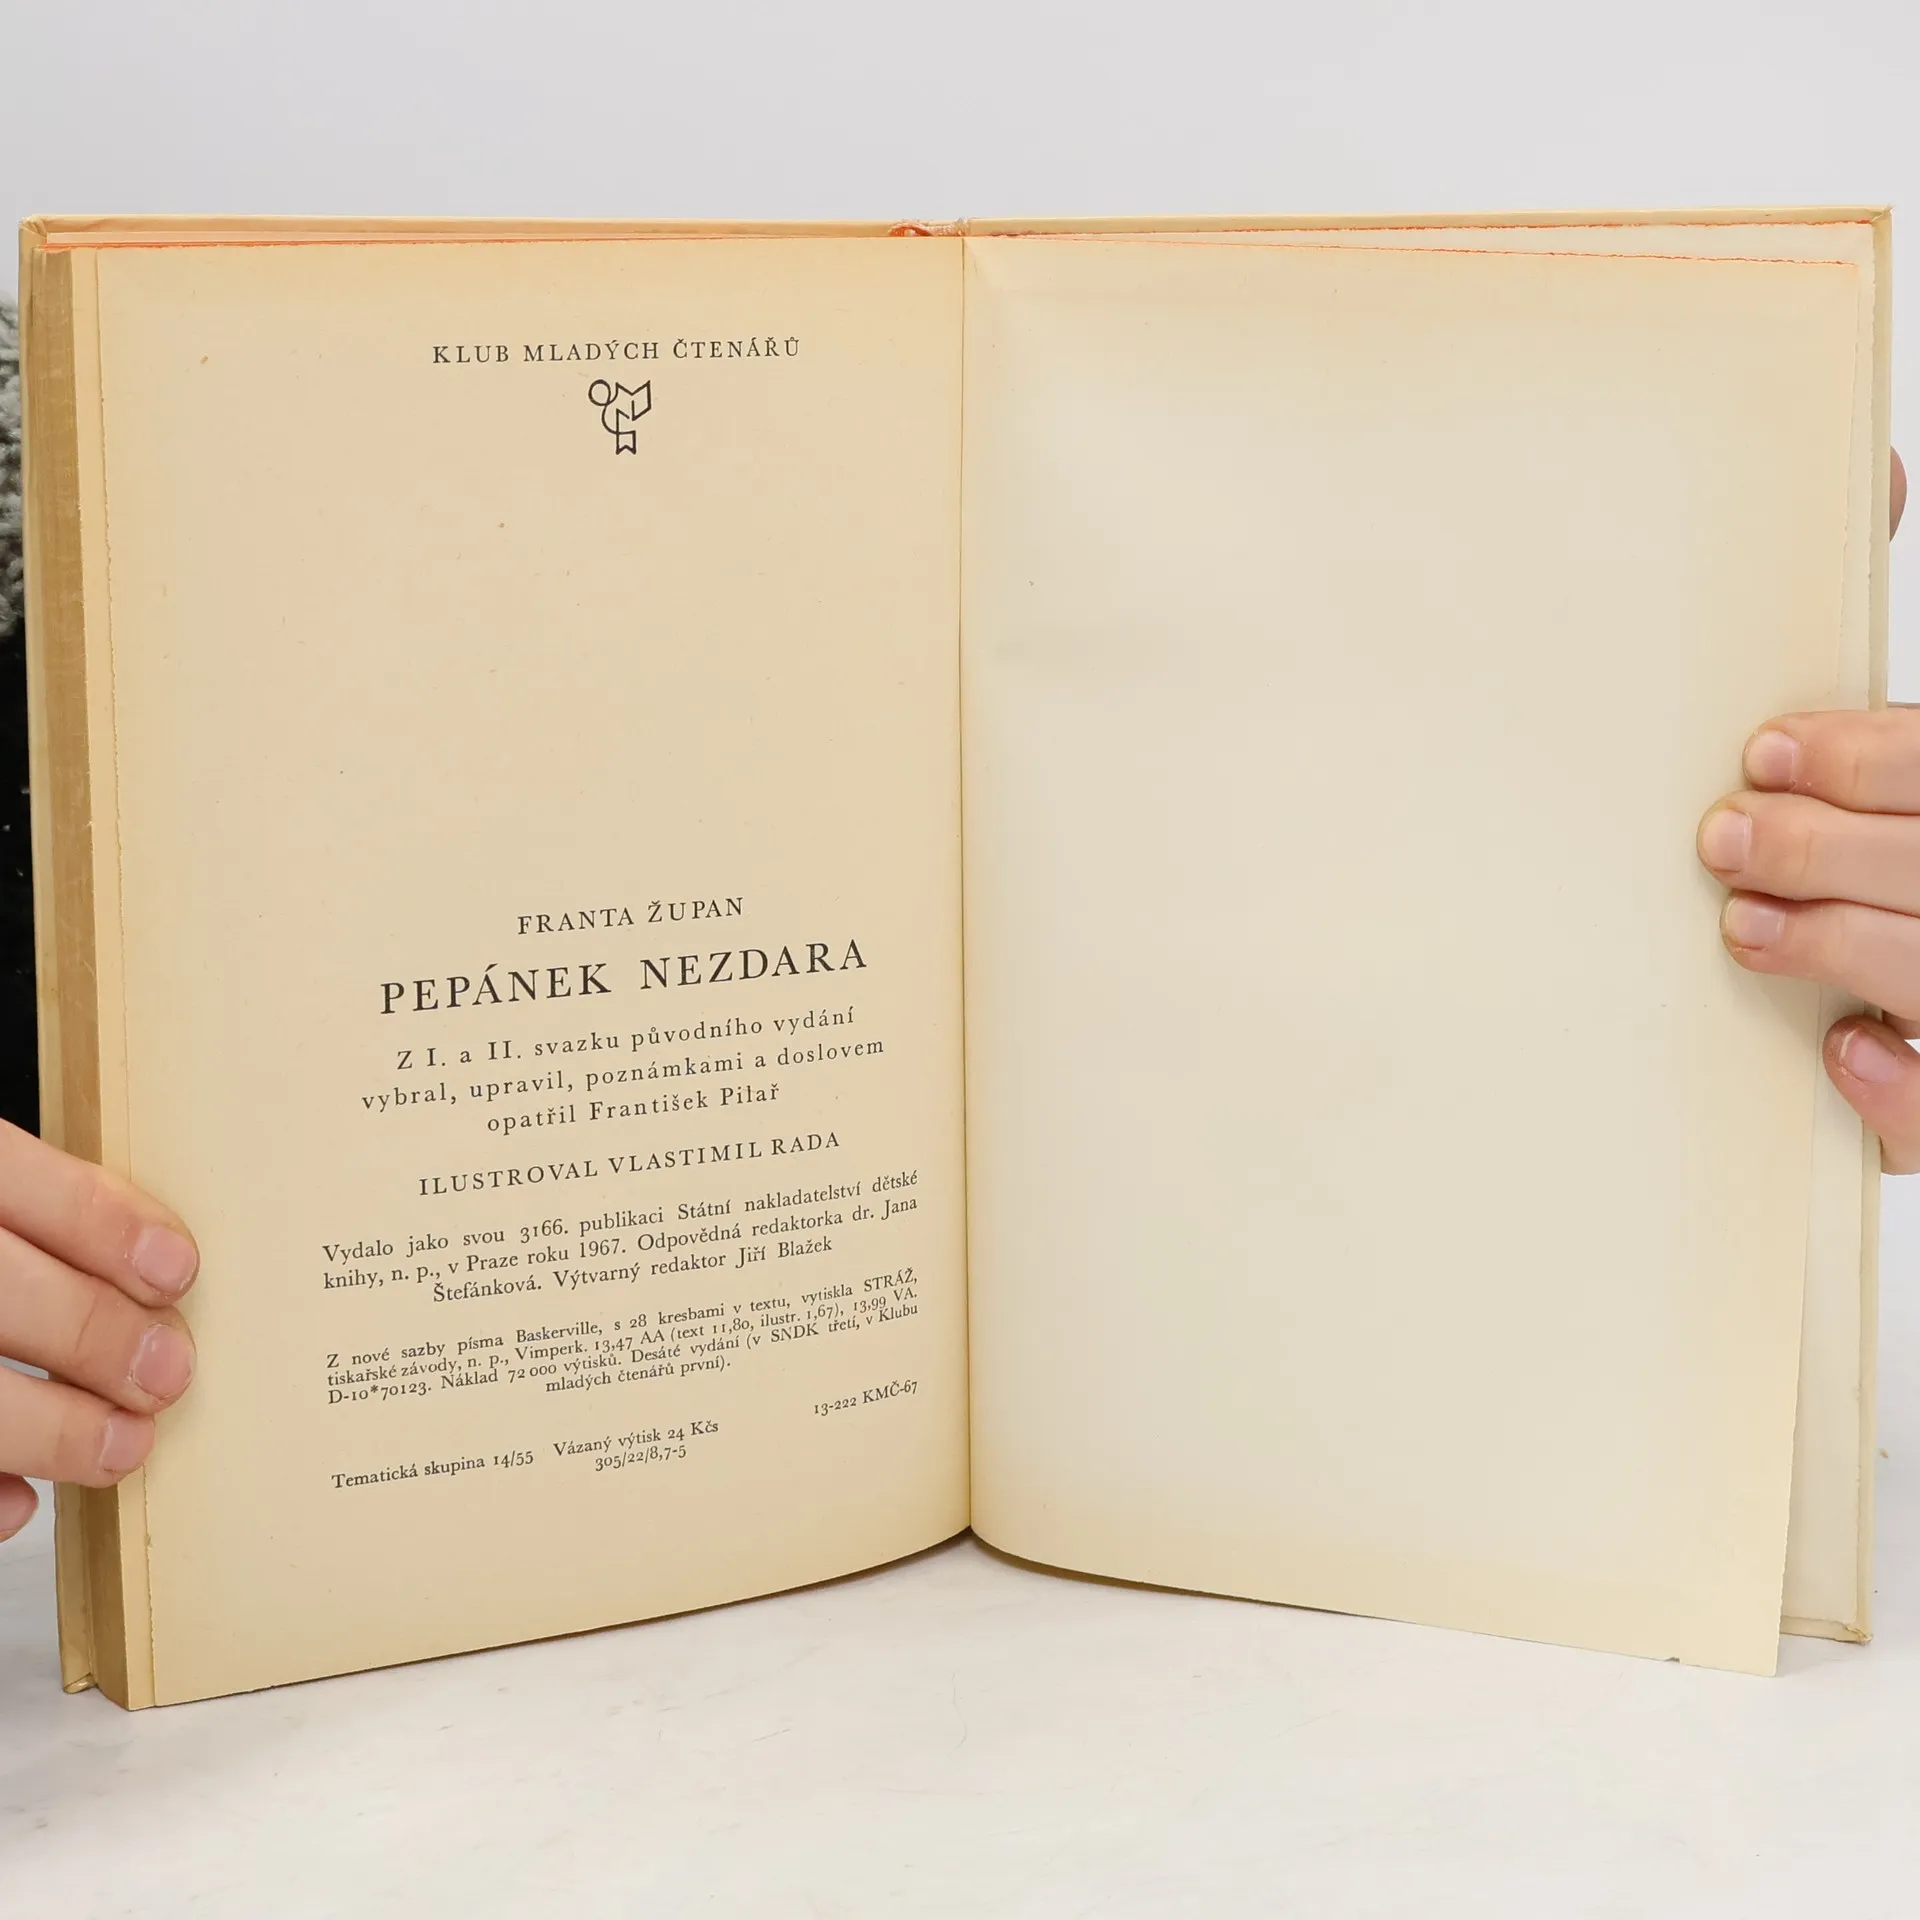 KLUB MLADÝCH ČTENÁŘŮ
FRANTA ŽUPAN
PEPÁNEK NEZDARA
Z I. a II. svazku původního vydání
vybral, upravil, poznámkami a doslovem
opatřil František Pilař
ILUSTROVAL VLASTIMIL RADA
Vydalo jako svou 3166. publikaci Státní nakladatelství dětské
knihy, n. p., v Praze roku 1967. Odpovědná redaktorka dr. Jana
Štefánková. Výtvarný redaktor Jiří Blažek
Z nové sazby písma Baskerville, s 28 kresbami v textu, vytiskla STRÁŽ,
tiskařské závody, n. p., Vimperk. 13,47 AA (text 11,80, ilustr. 1,67), 13,99 VA.
D-10*70123. Náklad 72 000 výtisků. Desáté vydání (v SNDK třetí, v Klubu
mladých čtenářů první).
Tematická skupina 14/55 Vázaný výtisk 24 Kčs 13-222 KMČ-67
305/22/8,7-5